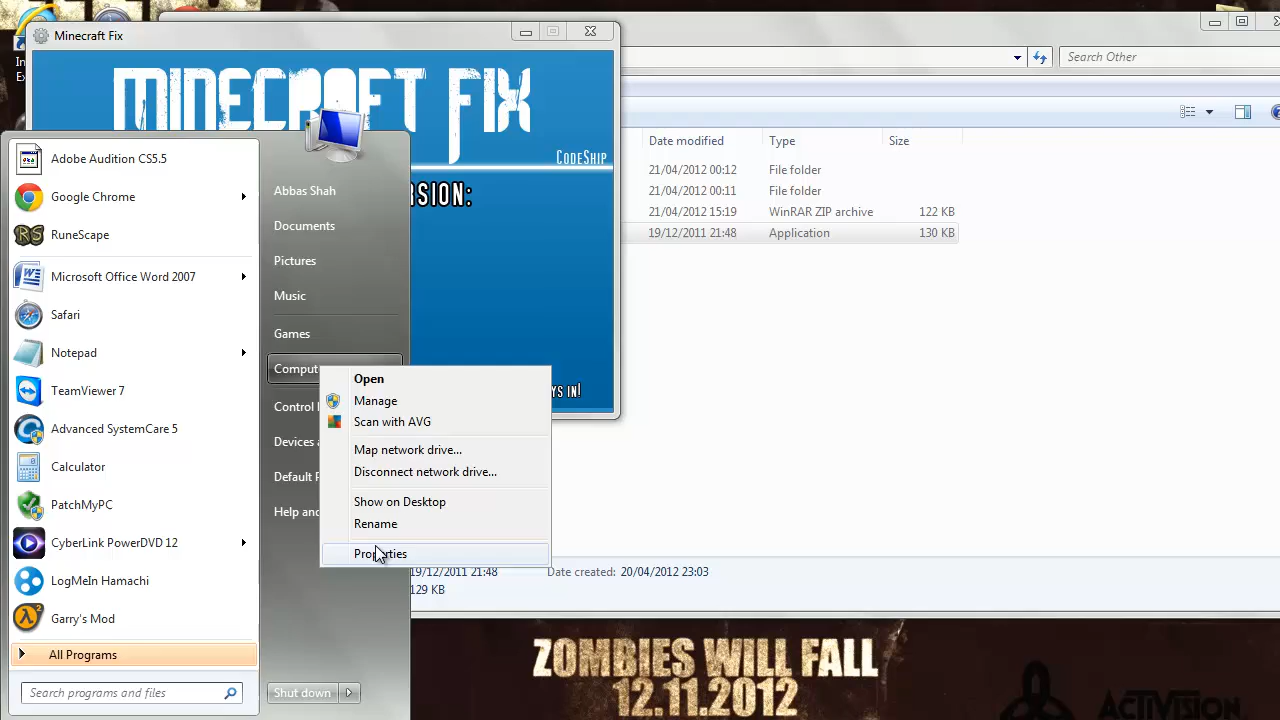 In
Ex
Minecraft Fix
MINECRAFT FIX
CODESHIP
RSION:
YS IN!
Search Other
Date modified
Type
Size
21/04/2012 00:12
File folder
21/04/2012 00:11
File folder
21/04/2012 15:19
WinRAR ZIP archive
122 KB
19/12/2011 21:48
Application
130 KB
Adobe Audition CS5.5
Google Chrome
RuneScape
Microsoft Office Word 2007
Safari
Notepad
TeamViewer 7
Advanced SystemCare 5
Calculator
PatchMyPC
CyberLink PowerDVD 12
LogMeIn Hamachi
Garry's Mod
All Programs
Search programs and files
Abbas Shah
Documents
Pictures
Music
Games
Comput
Control
Devices a
Default P
Help and
Shut down
Open
Manage
Scan with AVG
Map network drive...
Disconnect network drive...
Show on Desktop
Rename
Properties
19/12/2011 21:48
Date created: 20/04/2012 23:03
129 KB
ZOMBIES WILL FALL
12.11.2012
ACTIVISION